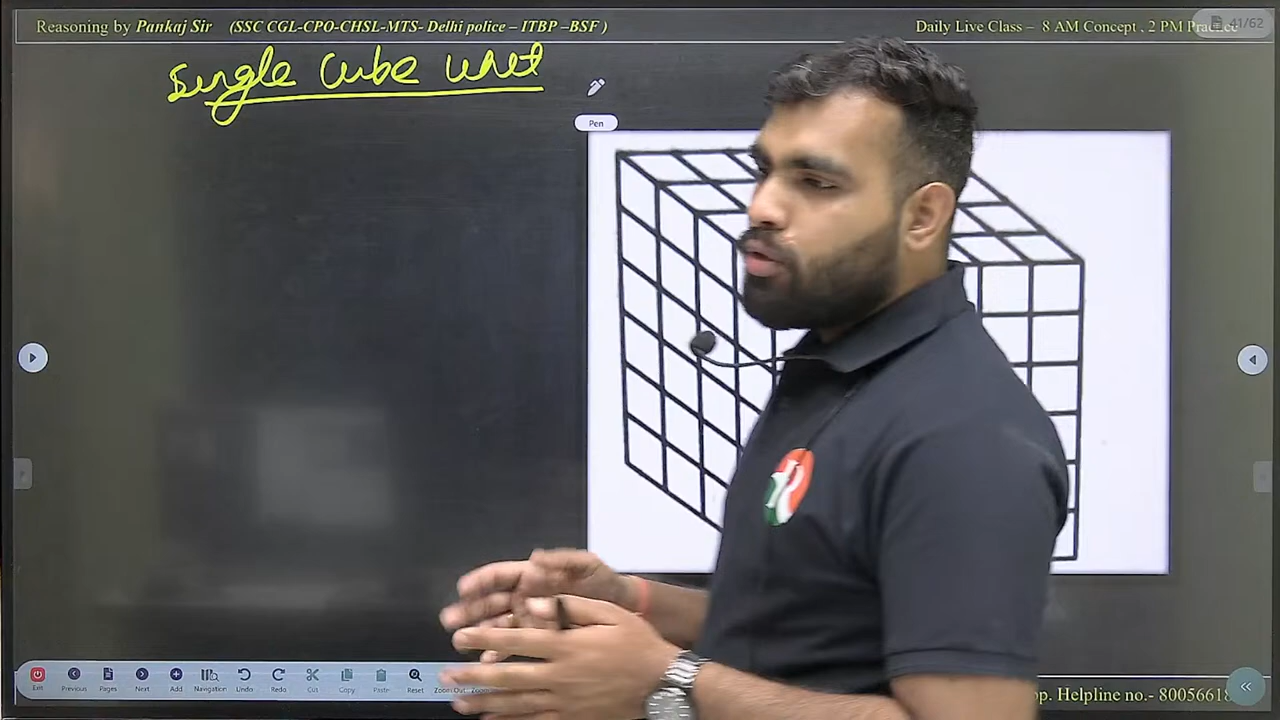 Reasoning by Pankaj Sir (SSC CGL-CPO-CHSL-MTS- Delhi police – ITBP –BSF )
Daily Live Class – 8 AM Concept , 2 PM Practice
41/62
Single Cube unit
Pen
Exit Previous Pages Next Add Navigation Undo Redo Cut Copy Paste Reset Zoom Out
Helpline no.- 80056618